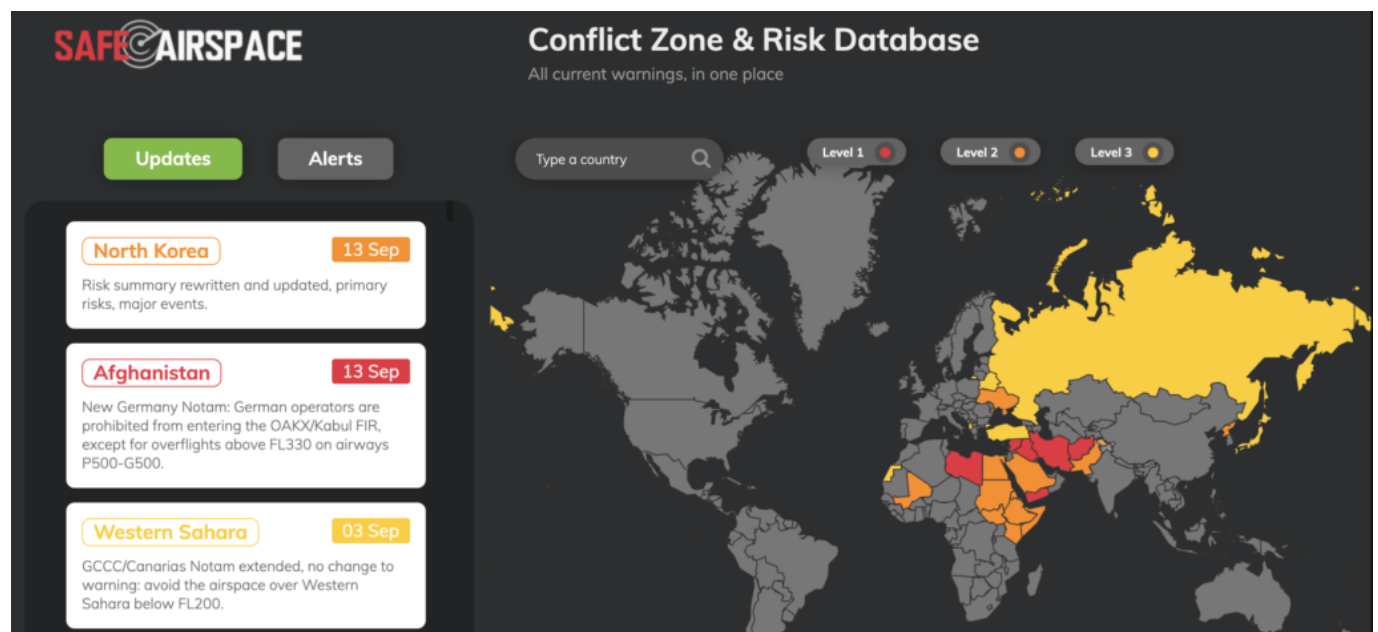 SAFE AIRSPACE
Conflict Zone & Risk Database
All current warnings, in one place
Updates
Alerts
Type a country
Level 1
Level 2
Level 3
North Korea
13 Sep
Risk summary rewritten and updated, primary
risks, major events.
Afghanistan
13 Sep
New Germany Notam: German operators are
prohibited from entering the OAKX/Kabul FIR,
except for overflights above FL330 on airways
P500-G500.
Western Sahara
03 Sep
GCCC/Canarias Notam extended, no change to
warning: avoid the airspace over Western
Sahara below FL200.